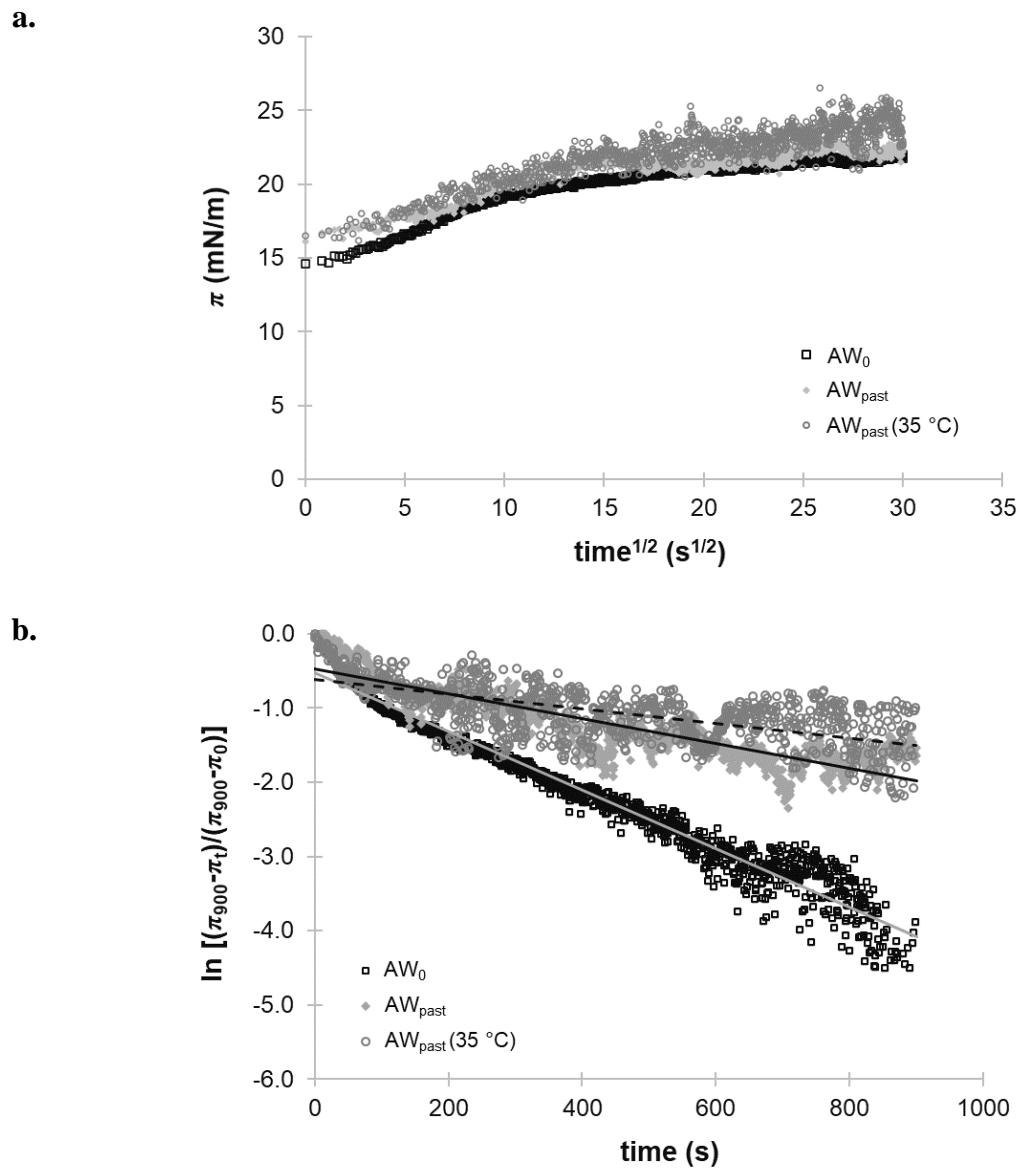 a.
30
25
20
15
10
5
0
π (mN/m)
AW₀
AWpast
AWpast (35 °C)
0 5 10 15 20 25 30 35
time¹/² (s¹/²)
b.
0.0
-1.0
-2.0
-3.0
-4.0
-5.0
-6.0
ln [(π₉₀₀-πₜ)/(π₉₀₀-π₀)]
AW₀
AWpast
AWpast (35 °C)
0 200 400 600 800 1000
time (s)